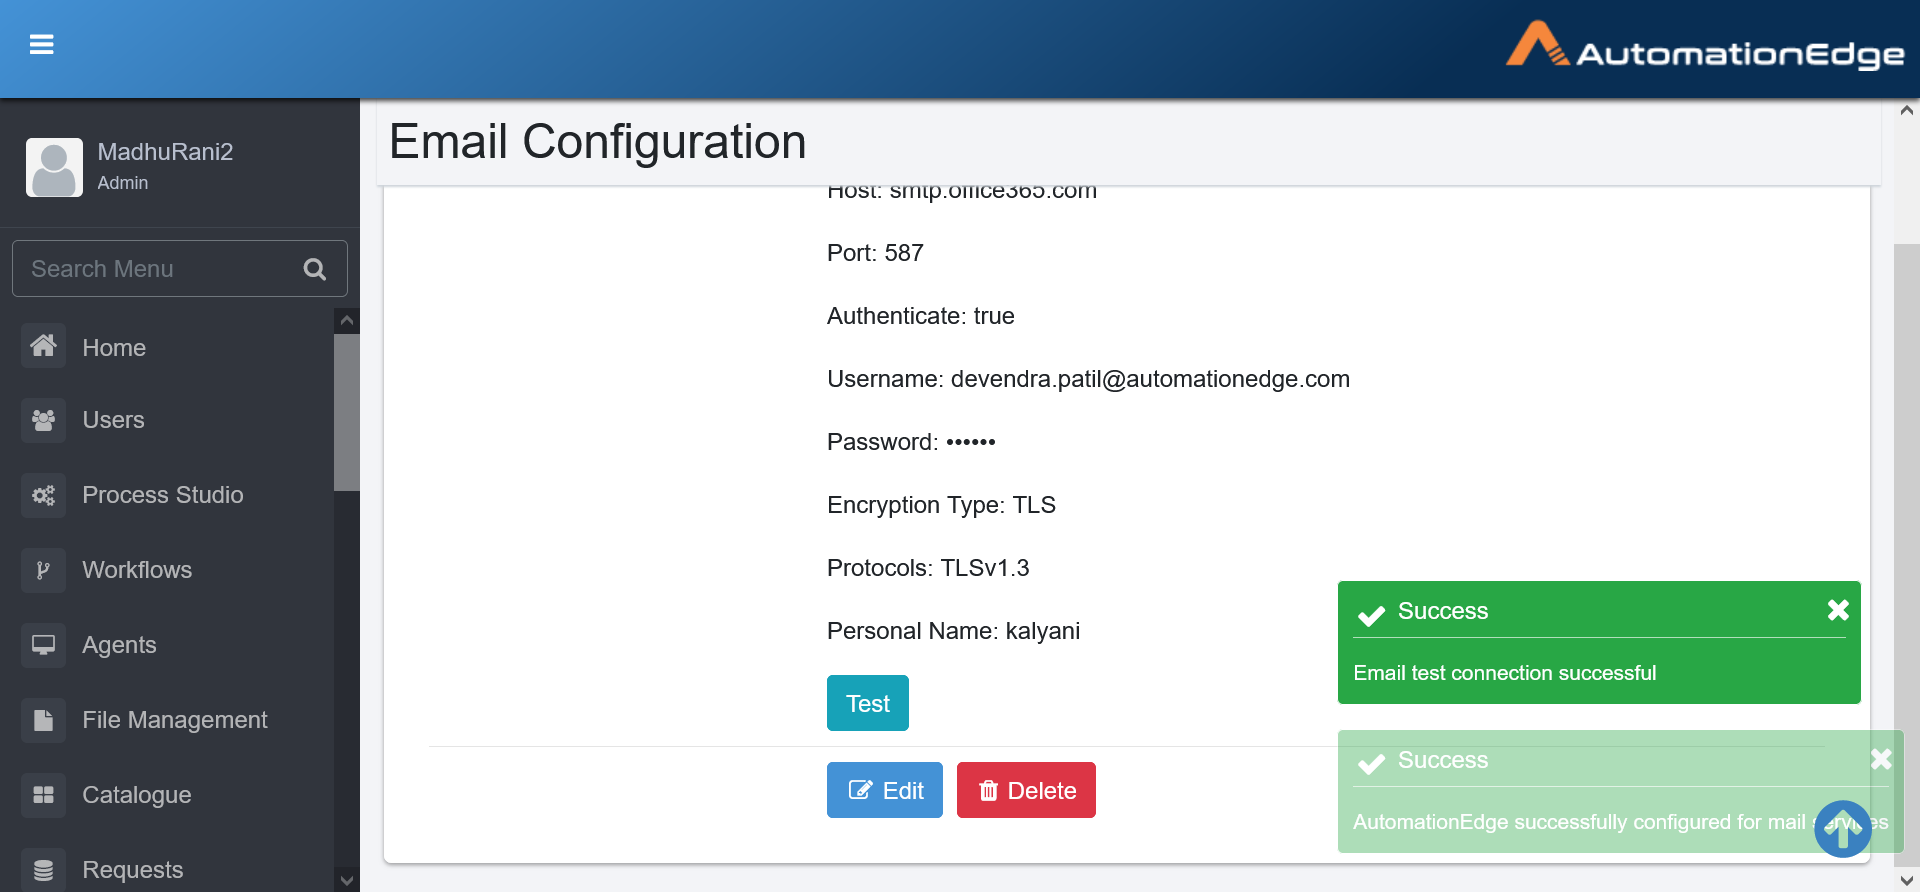 AutomationEdge
MadhuRani2
Admin
Search Menu
Home
Users
Process Studio
Workflows
Agents
File Management
Catalogue
Requests
Email Configuration
Host: smtp.office365.com
Port: 587
Authenticate: true
Username: devendra.patil@automationedge.com
Password: ••••••
Encryption Type: TLS
Protocols: TLSv1.3
Personal Name: kalyani
Test
Edit
Delete
Success
Email test connection successful
Success
AutomationEdge successfully configured for mail services